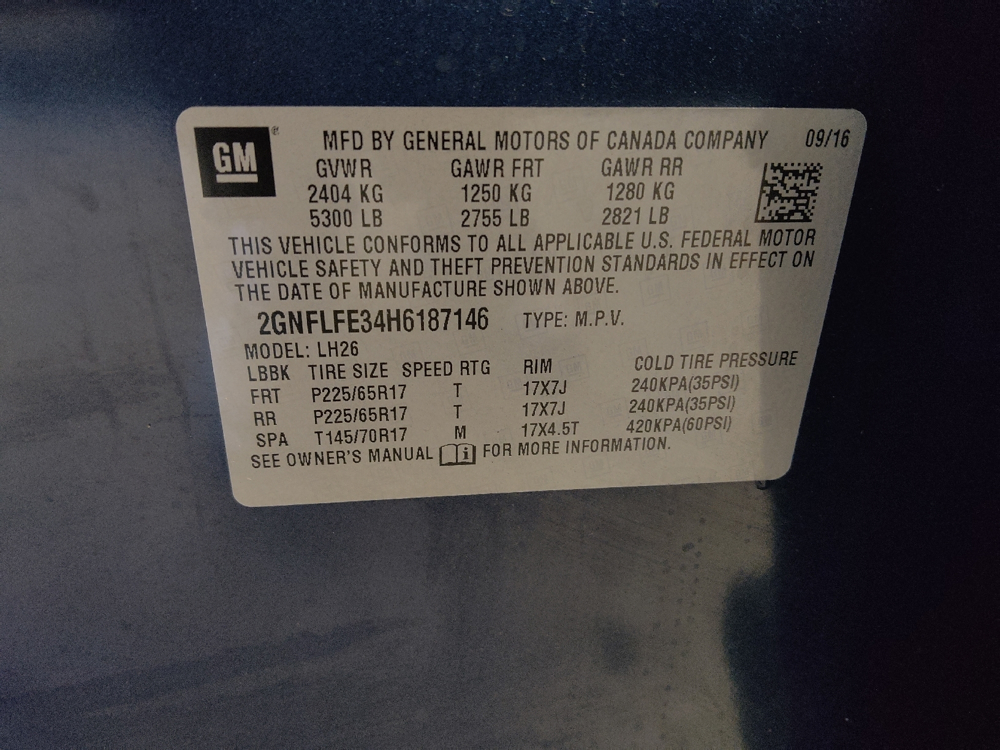 GM® MFD BY GENERAL MOTORS OF CANADA COMPANY 09/16
GVWR GAWR FRT GAWR RR
2404 KG 1250 KG 1280 KG
5300 LB 2755 LB 2821 LB
THIS VEHICLE CONFORMS TO ALL APPLICABLE U.S. FEDERAL MOTOR
VEHICLE SAFETY AND THEFT PREVENTION STANDARDS IN EFFECT ON
THE DATE OF MANUFACTURE SHOWN ABOVE.
2GNFLFE34H6187146 TYPE: M.P.V.
MODEL: LH26
LBBK TIRE SIZE SPEED RTG RIM COLD TIRE PRESSURE
FRT P225/65R17 T 17X7J 240KPA(35PSI)
RR P225/65R17 T 17X7J 240KPA(35PSI)
SPA T145/70R17 M 17X4.5T 420KPA(60PSI)
SEE OWNER'S MANUAL i FOR MORE INFORMATION.